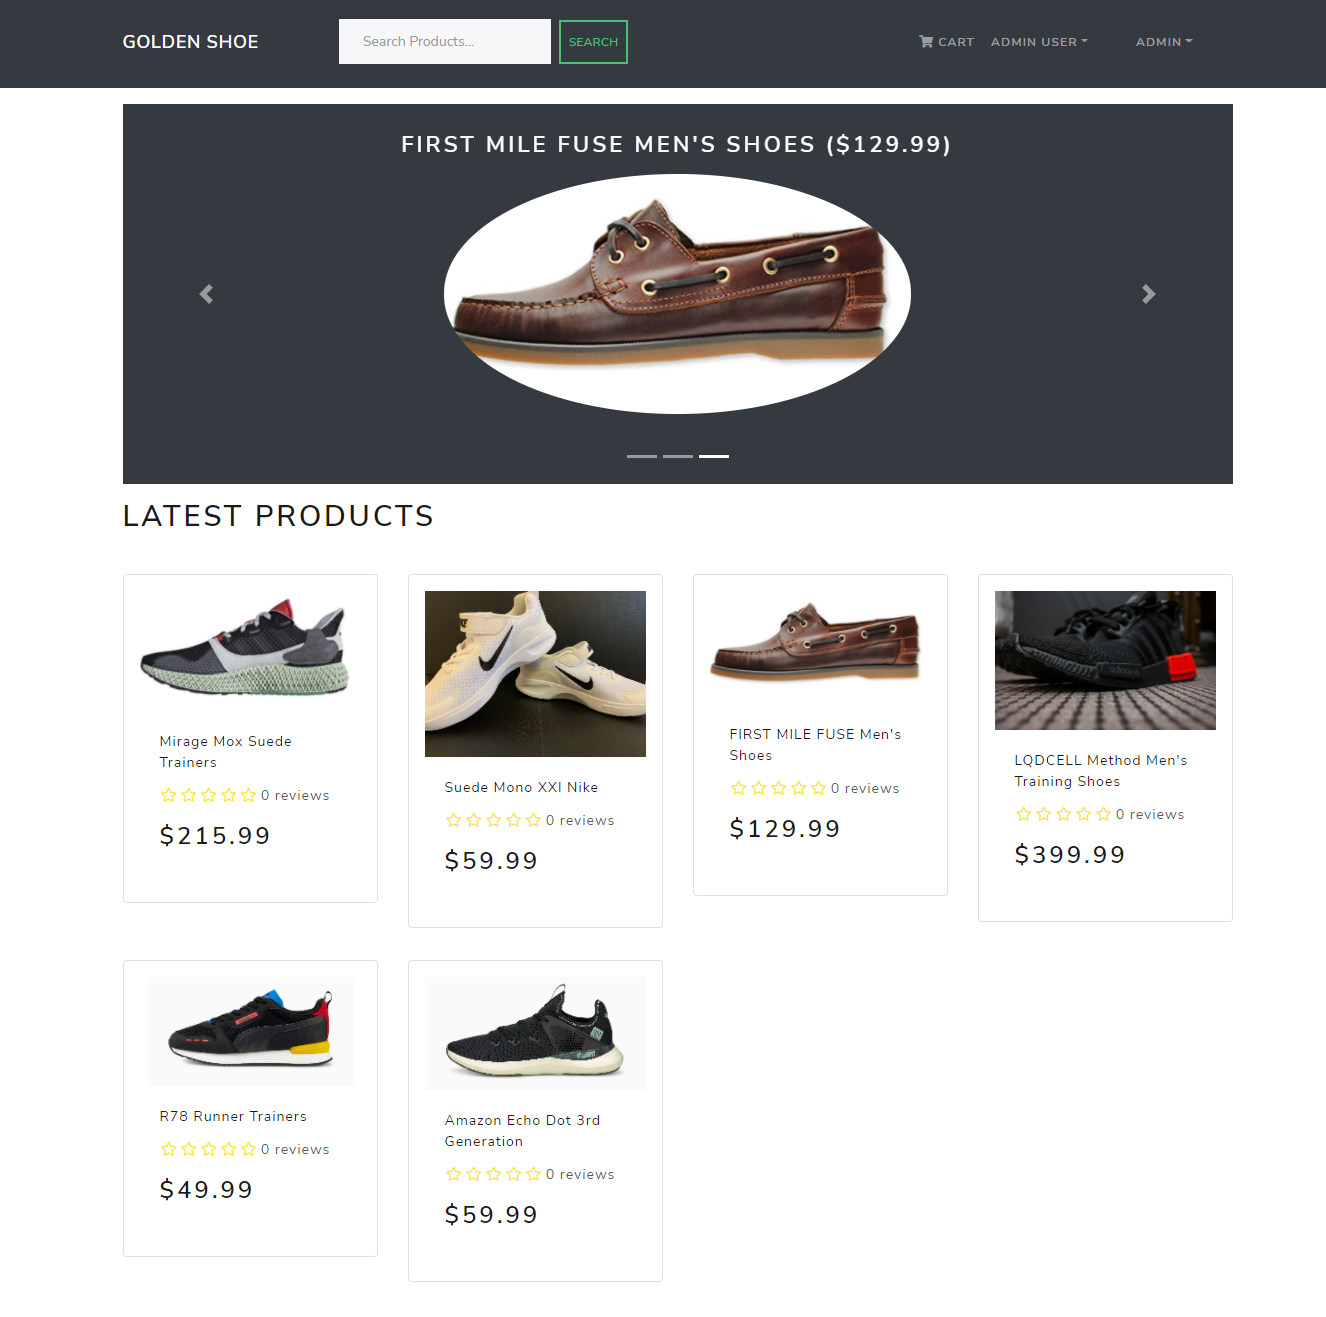 GOLDEN SHOE
Search Products...
SEARCH
CART
ADMIN USER
ADMIN
FIRST MILE FUSE MEN'S SHOES ($129.99)
LATEST PRODUCTS
Mirage Mox Suede
Trainers
0 reviews
$215.99
Suede Mono XXI Nike
0 reviews
$59.99
FIRST MILE FUSE Men's
Shoes
0 reviews
$129.99
LQDCELL Method Men's
Training Shoes
0 reviews
$399.99
R78 Runner Trainers
0 reviews
$49.99
Amazon Echo Dot 3rd
Generation
0 reviews
$59.99